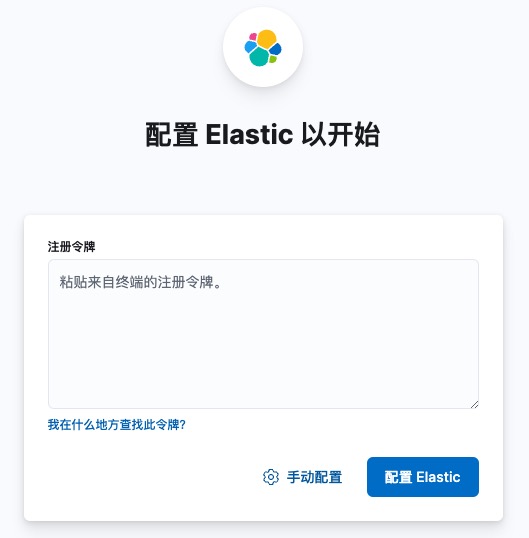 配置 Elastic 以开始
注册令牌
粘贴来自终端的注册令牌。
我在什么地方查找此令牌?
手动配置
配置 Elastic